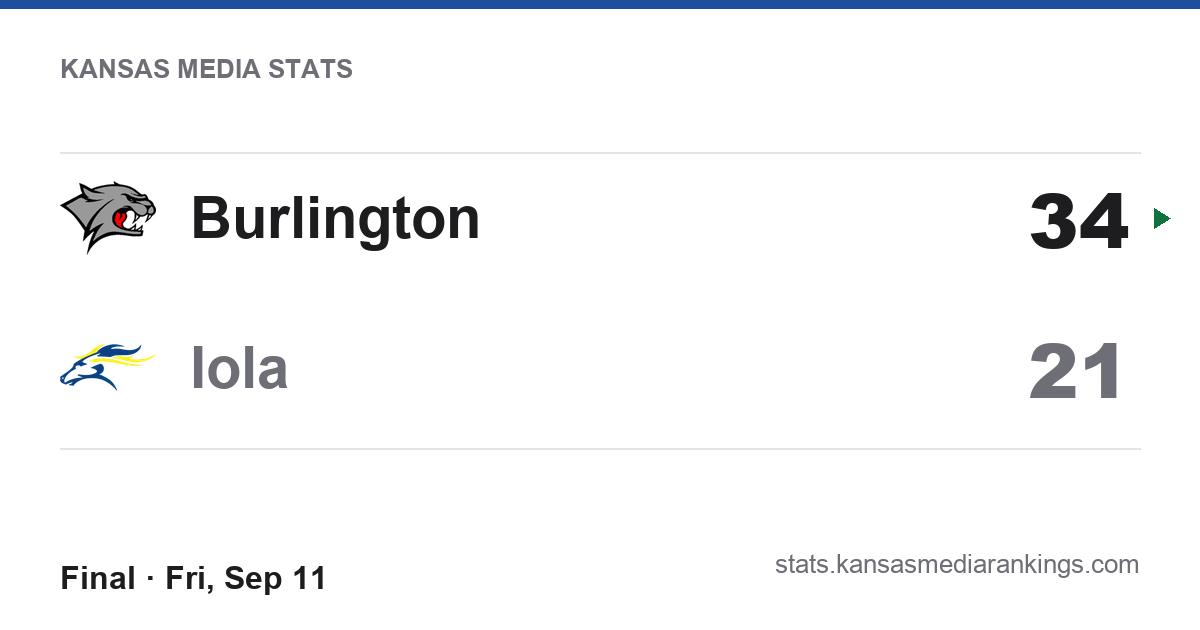 KANSAS MEDIA STATS
Burlington 34
Iola 21
Final · Fri, Sep 11
stats.kansasmediarankings.com